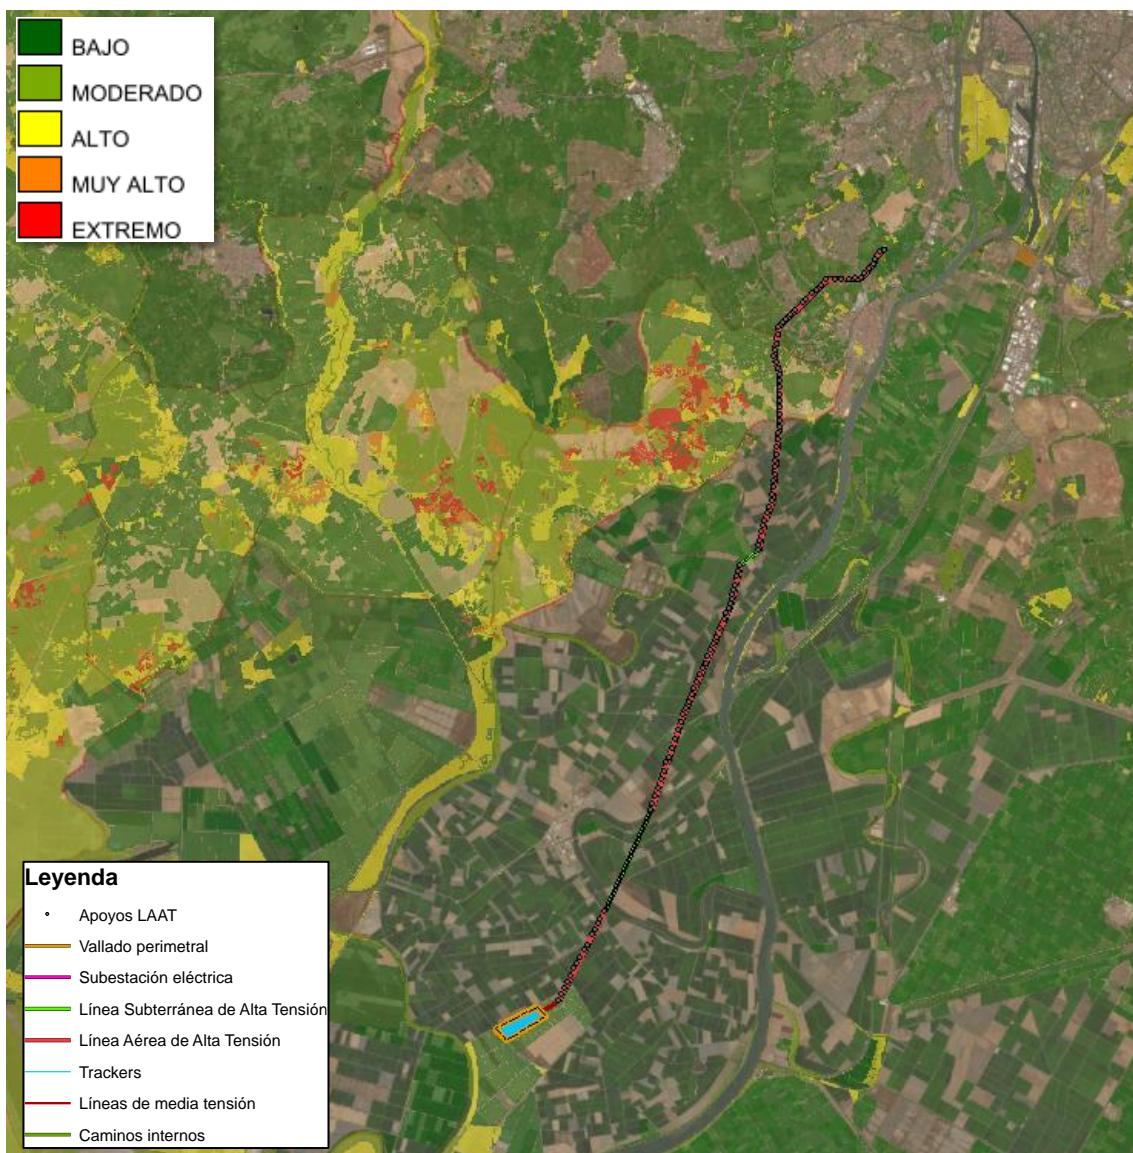 BAJO
MODERADO
ALTO
MUY ALTO
EXTREMO
Leyenda
Apoyos LAAT
Vallado perimetral
Subestación eléctrica
Línea Subterránea de Alta Tensión
Línea Aérea de Alta Tensión
Trackers
Líneas de media tensión
Caminos internos